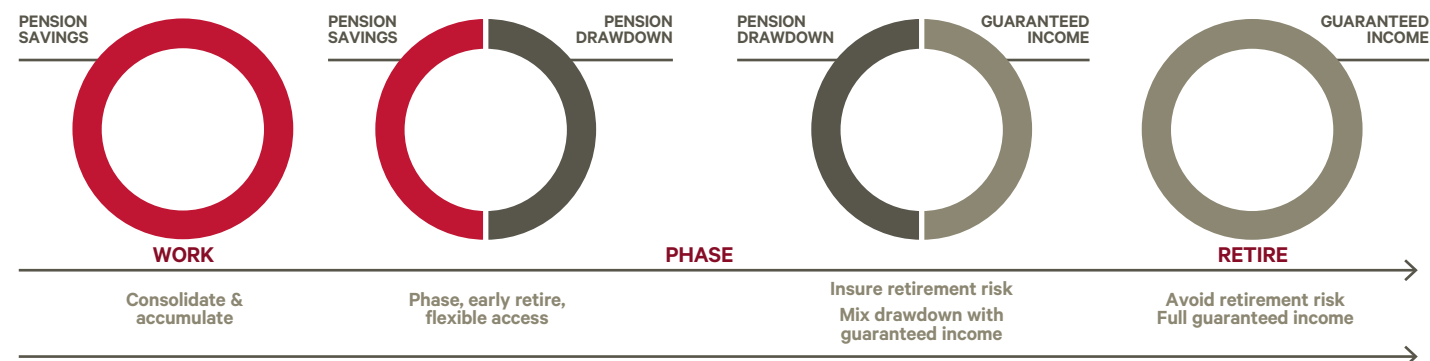 PENSION
SAVINGS
PENSION
SAVINGS
PENSION
DRAWDOWN
PENSION
DRAWDOWN
GUARANTEED
INCOME
GUARANTEED
INCOME
WORK
PHASE
RETIRE
Consolidate &
accumulate
Phase, early retire,
flexible access
Insure retirement risk
Mix drawdown with
guaranteed income
Avoid retirement risk
Full guaranteed income